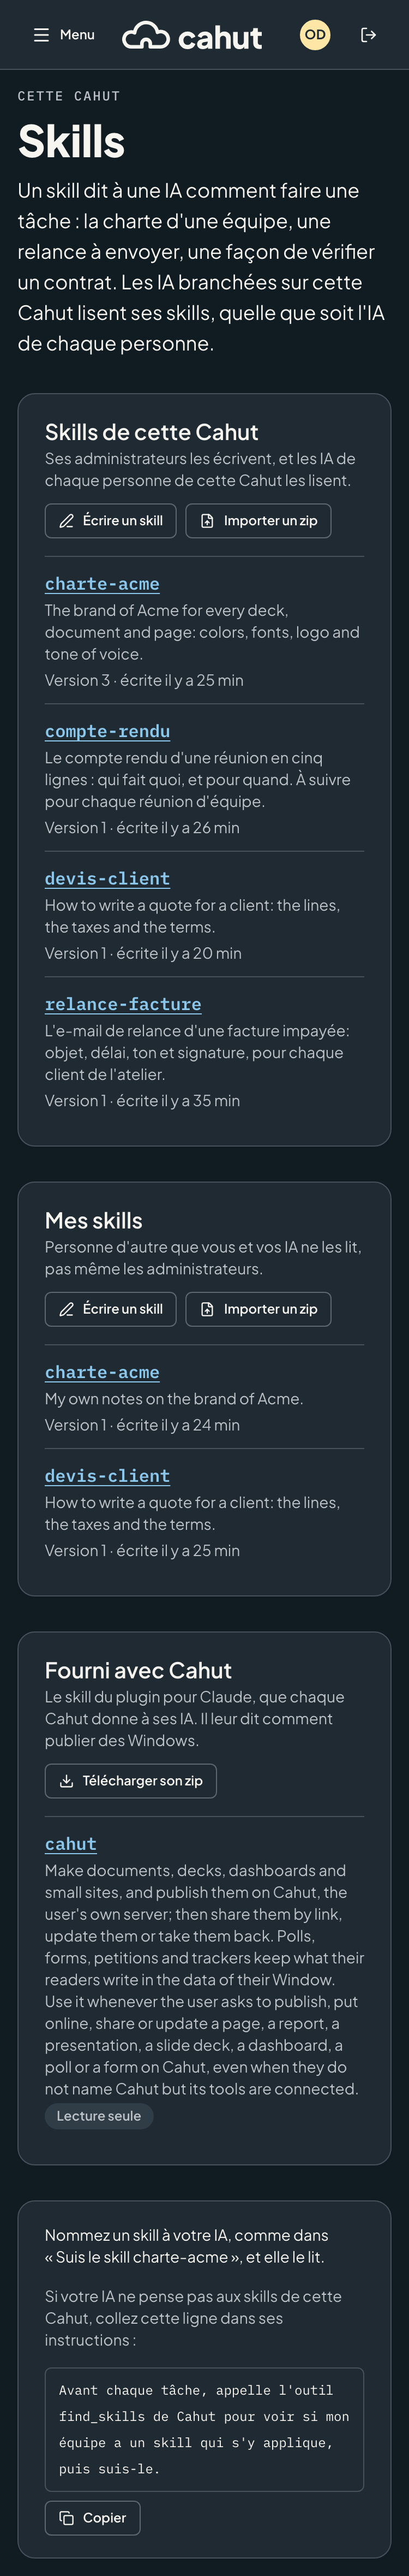 Menu
cahut
OD
CETTE CAHUT
Skills
Un skill dit à une IA comment faire une
tâche : la charte d'une équipe, une
relance à envoyer, une façon de vérifier
un contrat. Les IA branchées sur cette
Cahut lisent ses skills, quelle que soit l'IA
de chaque personne.
Skills de cette Cahut
Ses administrateurs les écrivent, et les IA de
chaque personne de cette Cahut les lisent.
Écrire un skill
Importer un zip
charte-acme
The brand of Acme for every deck,
document and page: colors, fonts, logo and
tone of voice.
Version 3 · écrite il y a 25 min
compte-rendu
Le compte rendu d'une réunion en cinq
lignes : qui fait quoi, et pour quand. À suivre
pour chaque réunion d'équipe.
Version 1 · écrite il y a 26 min
devis-client
How to write a quote for a client: the lines,
the taxes and the terms.
Version 1 · écrite il y a 20 min
relance-facture
L'e-mail de relance d'une facture impayée:
objet, délai, ton et signature, pour chaque
client de l'atelier.
Version 1 · écrite il y a 35 min
Mes skills
Personne d'autre que vous et vos IA ne les lit,
pas même les administrateurs.
Écrire un skill
Importer un zip
charte-acme
My own notes on the brand of Acme.
Version 1 · écrite il y a 24 min
devis-client
How to write a quote for a client: the lines,
the taxes and the terms.
Version 1 · écrite il y a 25 min
Fourni avec Cahut
Le skill du plugin pour Claude, que chaque
Cahut donne à ses IA. Il leur dit comment
publier des Windows.
Télécharger son zip
cahut
Make documents, decks, dashboards and
small sites, and publish them on Cahut, the
user's own server; then share them by link,
update them or take them back. Polls,
forms, petitions and trackers keep what their
readers write in the data of their Window.
Use it whenever the user asks to publish, put
online, share or update a page, a report, a
presentation, a slide deck, a dashboard, a
poll or a form on Cahut, even when they do
not name Cahut but its tools are connected.
Lecture seule
Nommez un skill à votre IA, comme dans
« Suis le skill charte-acme », et elle le lit.
Si votre IA ne pense pas aux skills de cette
Cahut, collez cette ligne dans ses
instructions :
Avant chaque tâche, appelle l'outil
find_skills de Cahut pour voir si mon
équipe a un skill qui s'y applique,
puis suis-le.
Copier